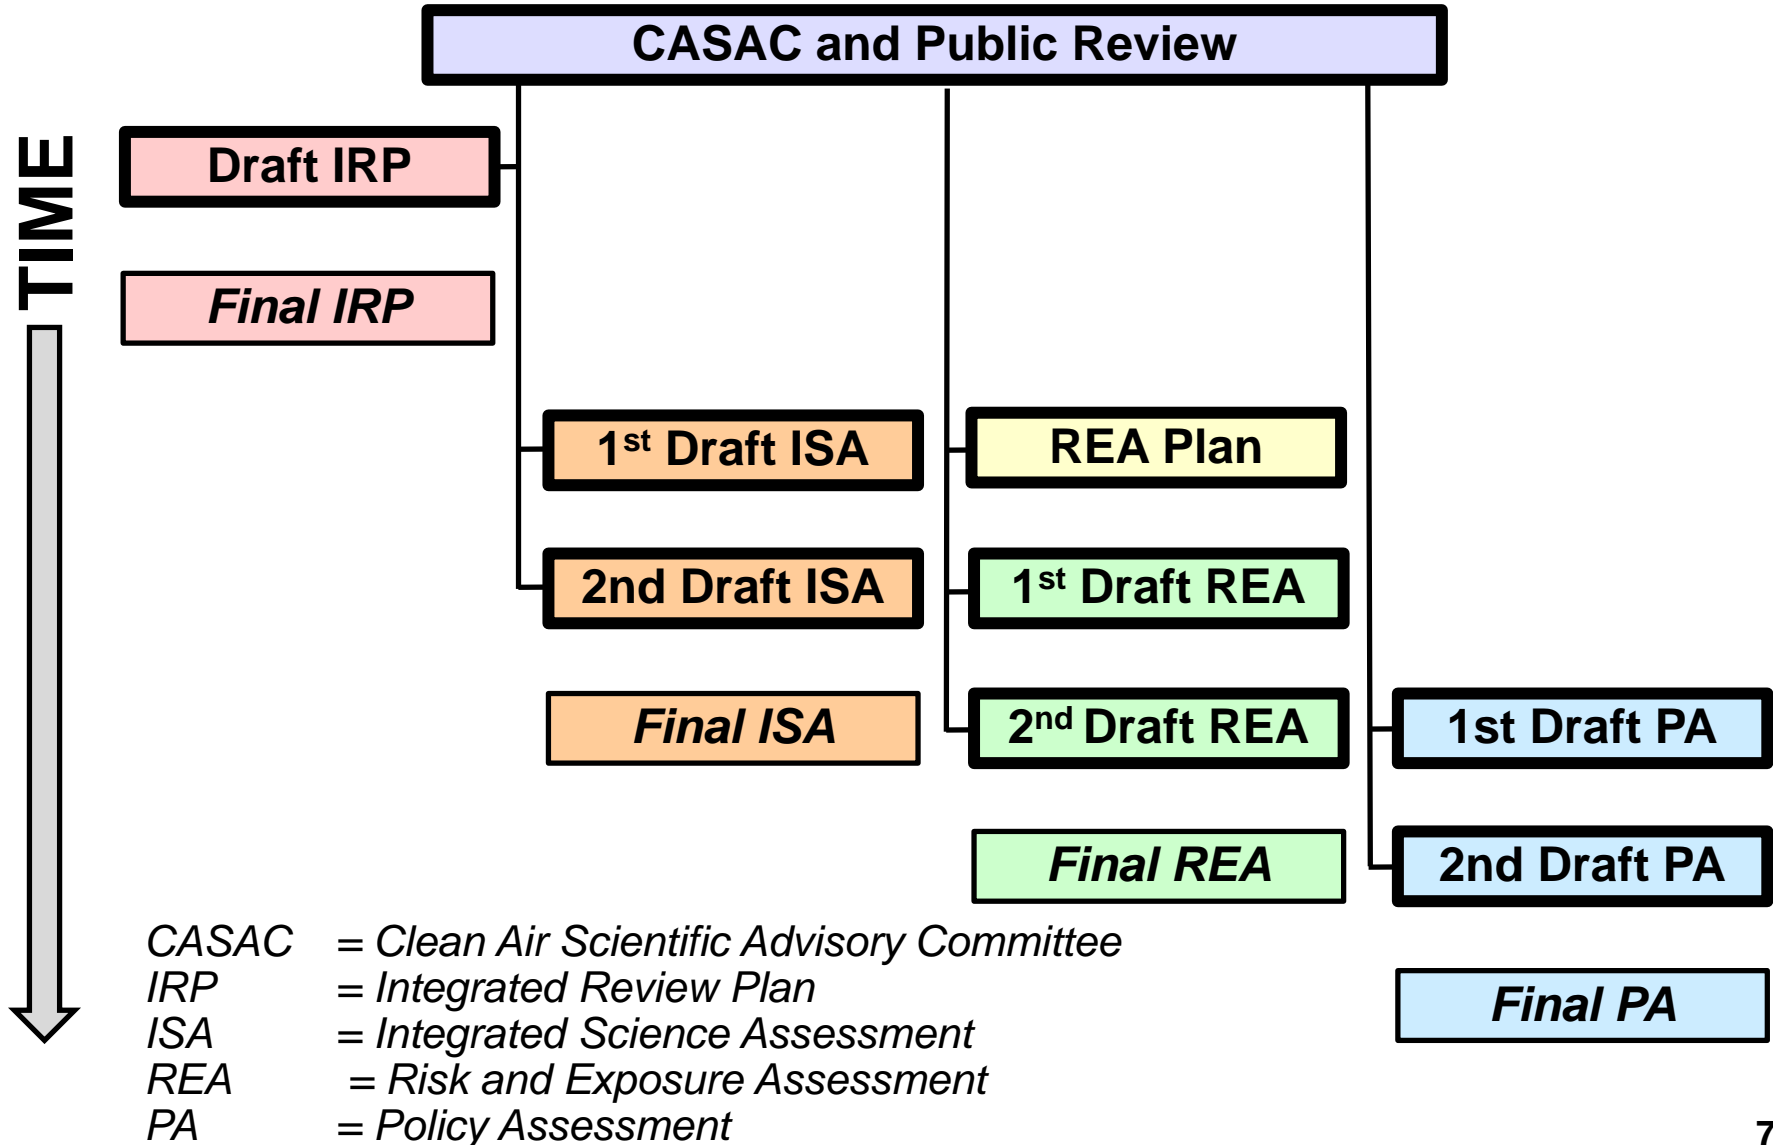 CASAC and Public Review
TIME
Draft IRP
Final IRP
1st Draft ISA
REA Plan
2nd Draft ISA
1st Draft REA
Final ISA
2nd Draft REA
1st Draft PA
Final REA
2nd Draft PA
Final PA
CASAC = Clean Air Scientific Advisory Committee
IRP = Integrated Review Plan
ISA = Integrated Science Assessment
REA = Risk and Exposure Assessment
PA = Policy Assessment
7